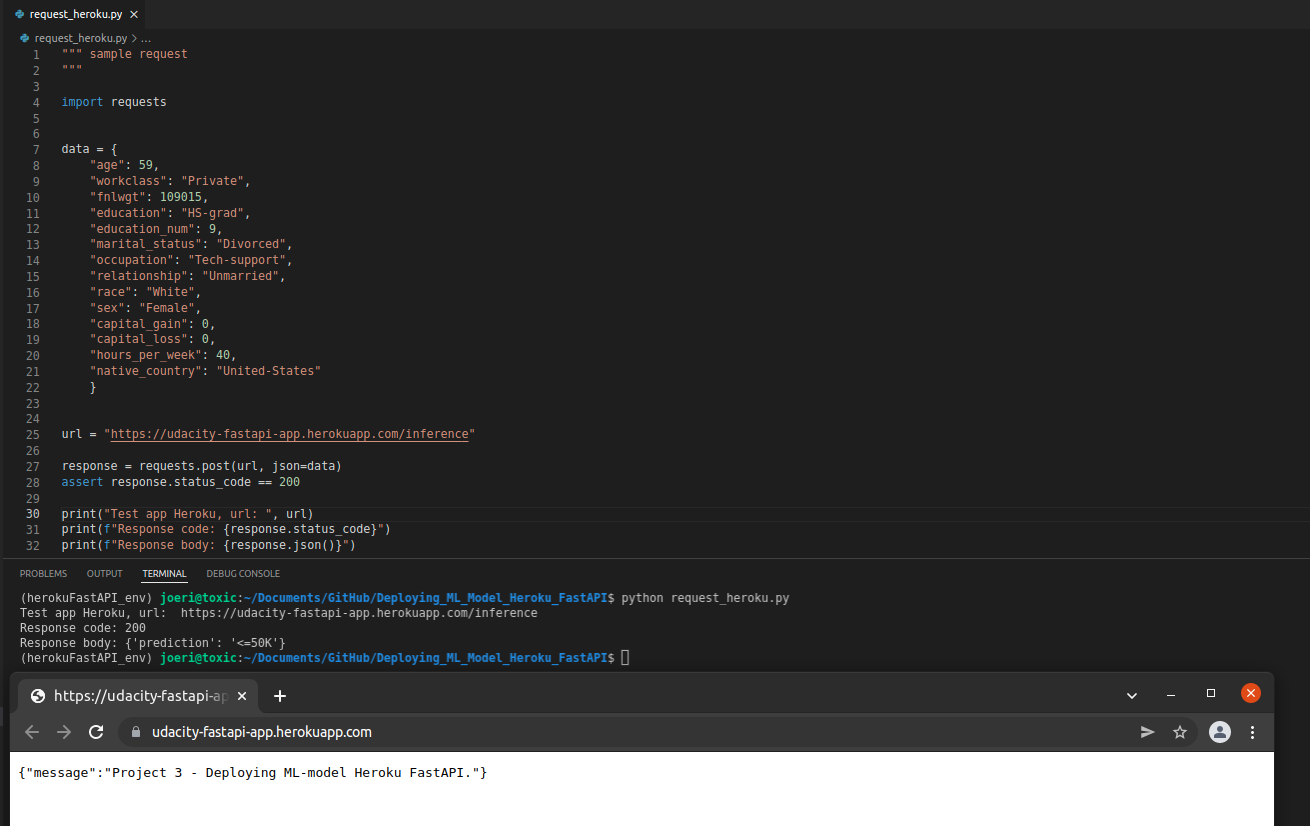 request_heroku.py
request_heroku.py > ...
1 """ sample request
2 """
3
4 import requests
5
6
7 data = {
8     "age": 59,
9     "workclass": "Private",
10     "fnlwgt": 109015,
11     "education": "HS-grad",
12     "education_num": 9,
13     "marital_status": "Divorced",
14     "occupation": "Tech-support",
15     "relationship": "Unmarried",
16     "race": "White",
17     "sex": "Female",
18     "capital_gain": 0,
19     "capital_loss": 0,
20     "hours_per_week": 40,
21     "native_country": "United-States"
22     }
23
24
25 url = "https://udacity-fastapi-app.herokuapp.com/inference"
26
27 response = requests.post(url, json=data)
28 assert response.status_code == 200
29
30 print("Test app Heroku, url: ", url)
31 print(f"Response code: {response.status_code}")
32 print(f"Response body: {response.json()}")
PROBLEMS OUTPUT TERMINAL DEBUG CONSOLE
(herokuFastAPI_env) joeri@toxic:~/Documents/GitHub/Deploying_ML_Model_Heroku_FastAPI$ python request_heroku.py
Test app Heroku, url:  https://udacity-fastapi-app.herokuapp.com/inference
Response code: 200
Response body: {'prediction': '<=50K'}
(herokuFastAPI_env) joeri@toxic:~/Documents/GitHub/Deploying_ML_Model_Heroku_FastAPI$
https://udacity-fastapi-ap
udacity-fastapi-app.herokuapp.com
{"message":"Project 3 - Deploying ML-model Heroku FastAPI."}